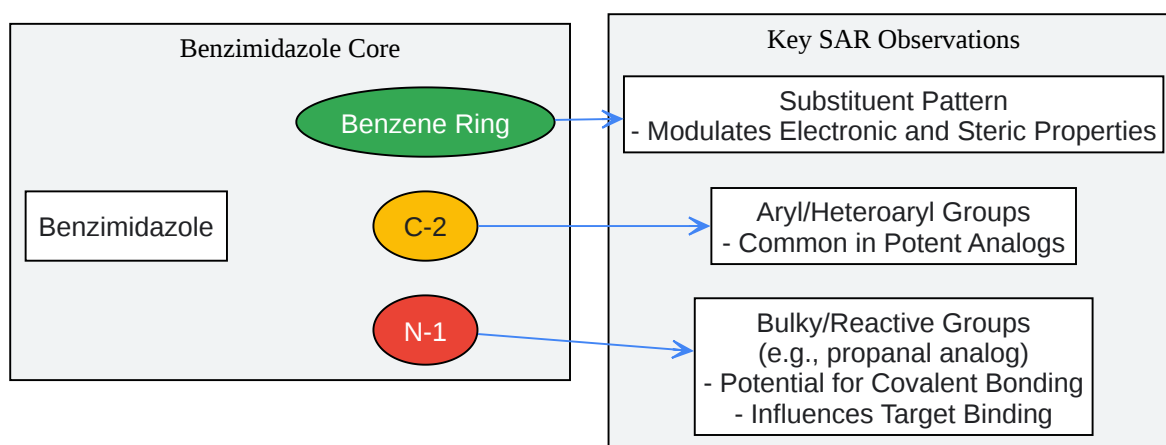 Benzimidazole Core
Benzimidazole
Benzene Ring
C-2
N-1
Key SAR Observations
Substituent Pattern
- Modulates Electronic and Steric Properties
Aryl/Heteroaryl Groups
- Common in Potent Analogs
Bulky/Reactive Groups
(e.g., propanal analog)
- Potential for Covalent Bonding
- Influences Target Binding